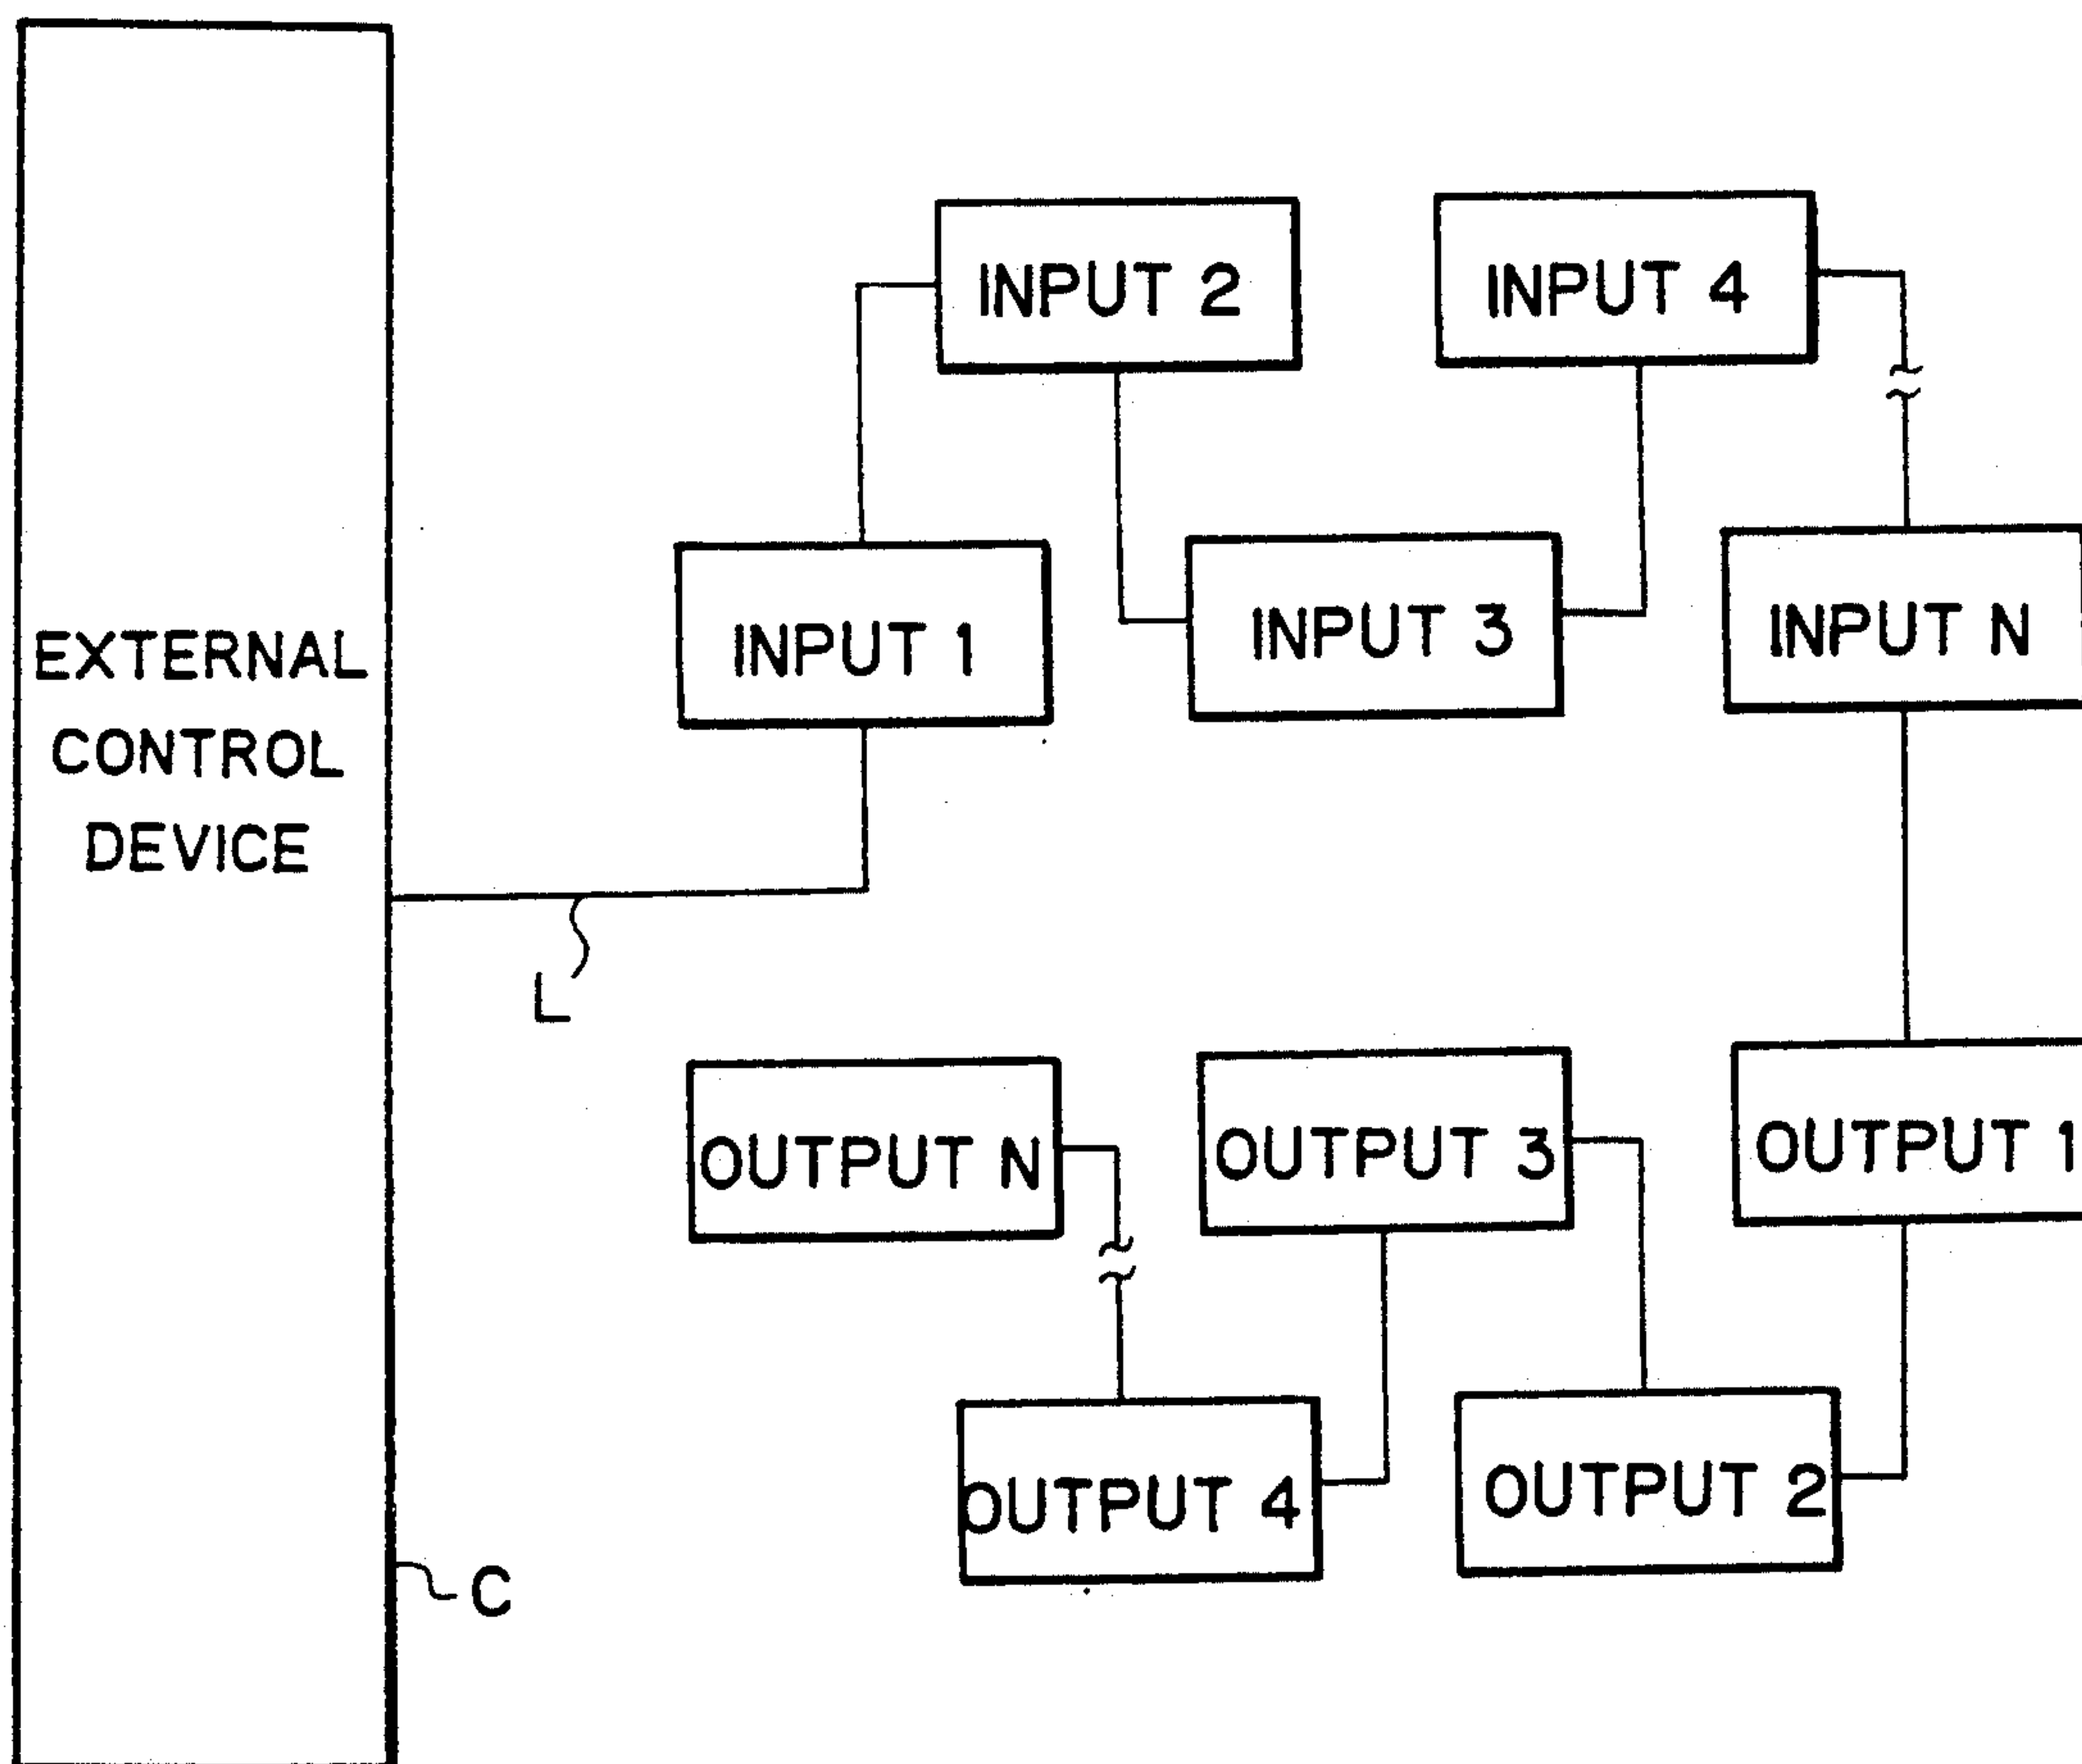 EXTERNAL
CONTROL
DEVICE
INPUT 2
INPUT 4
INPUT 1
INPUT 3
INPUT N
L
OUTPUT N
OUTPUT 3
OUTPUT 1
OUTPUT 4
OUTPUT 2
C